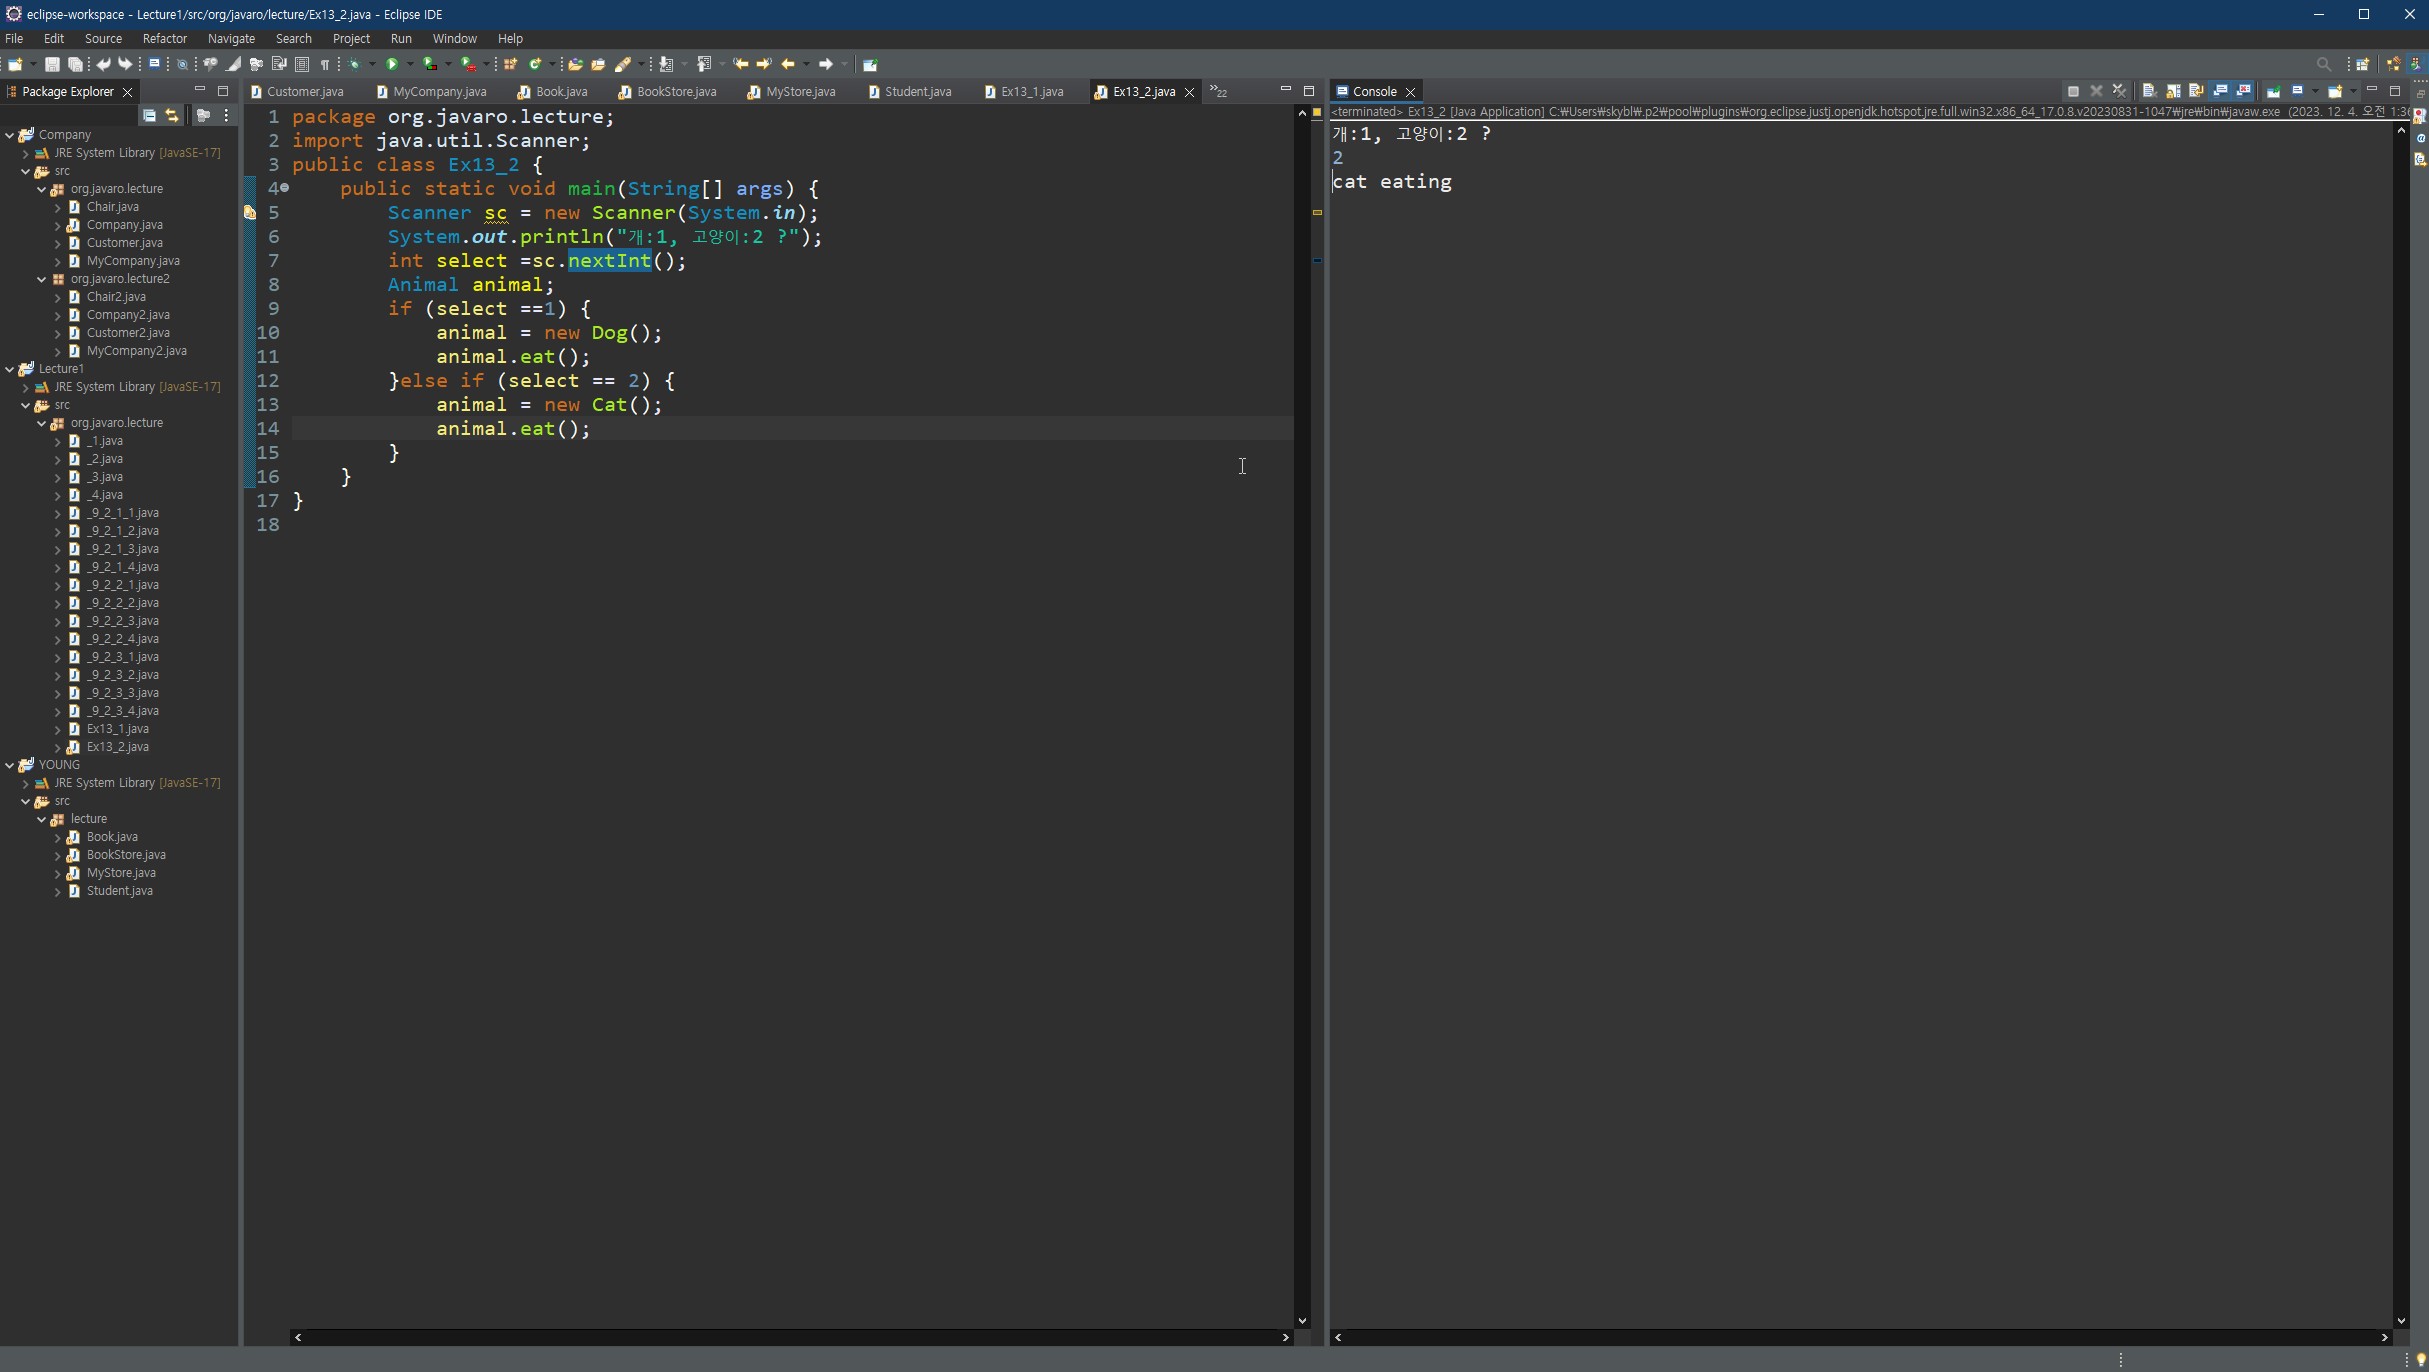 eclipse-workspace - Lecture1/src/org/javaro/lecture/Ex13_2.java - Eclipse IDE
File Edit Source Refactor Navigate Search Project Run Window Help
Package Explorer
Company
JRE System Library [JavaSE-17]
src
org.javaro.lecture
Chair.java
Company.java
Customer.java
MyCompany.java
org.javaro.lecture2
Chair2.java
Company2.java
Customer2.java
MyCompany2.java
Lecture1
JRE System Library [JavaSE-17]
src
org.javaro.lecture
_1.java
_2.java
_3.java
_4.java
_9_2_1_1.java
_9_2_1_2.java
_9_2_1_3.java
_9_2_1_4.java
_9_2_2_1.java
_9_2_2_2.java
_9_2_2_3.java
_9_2_2_4.java
_9_2_3_1.java
_9_2_3_2.java
_9_2_3_3.java
_9_2_3_4.java
Ex13_1.java
Ex13_2.java
YOUNG
JRE System Library [JavaSE-17]
src
lecture
Book.java
BookStore.java
MyStore.java
Student.java
Customer.java MyCompany.java Book.java BookStore.java MyStore.java Student.java Ex13_1.java Ex13_2.java »22
1 package org.javaro.lecture;
2 import java.util.Scanner;
3 public class Ex13_2 {
4 public static void main(String[] args) {
5 Scanner sc = new Scanner(System.in);
6 System.out.println("개:1, 고양이:2 ?");
7 int select =sc.nextInt();
8 Animal animal;
9 if (select ==1) {
10 animal = new Dog();
11 animal.eat();
12 }else if (select == 2) {
13 animal = new Cat();
14 animal.eat();
15 }
16 }
17 }
18
Console
<terminated> Ex13_2 [Java Application] C:₩Users₩skybl₩.p2₩pool₩plugins₩org.eclipse.justj.openjdk.hotspot.jre.full.win32.x86_64_17.0.8.v20230831-1047₩jre₩bin₩javaw.exe (2023. 12. 4. 오전 1:3
개:1, 고양이:2 ?
2
cat eating